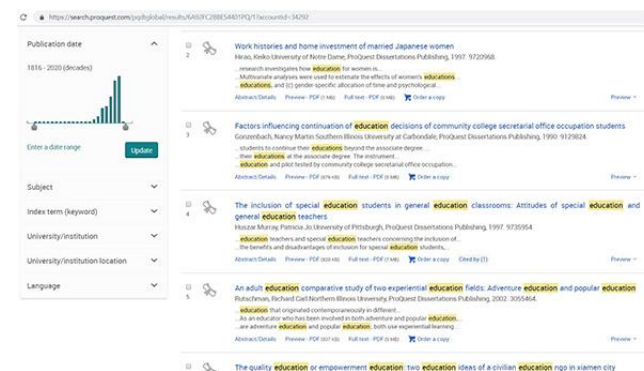 https://search.proquest.com/pqdtglobal/results/
Publication date
1816 - 2020 (decades)
Enter a date range
Update
Subject
Index term (keyword)
University/institution
University/institution location
Language
2
Work histories and home investment of married Japanese women
Hirao, Keiko University of Notre Dame, ProQuest Dissertations Publishing, 1997. 9720968.
...research investigates how education for women is...
...Multivariate analyses were used to estimate the effects of women's educations...
...educations, and (c) gender-specific allocation of time and psychological...
Abstract/Details Preview - PDF Full text - PDF Order a copy Preview
3
Factors influencing continuation of education decisions of community college secretarial office occupation students
Gonzenbach, Nancy Martin Southern Illinois University at Carbondale, ProQuest Dissertations Publishing, 1990. 9129824.
...students to continue their educations beyond the associate degree...
...their educations at the associate degree. The instrument...
...education and pilot tested by community college secretarial office occupation...
Abstract/Details Preview - PDF Full text - PDF Order a copy Preview
4
The inclusion of special education students in general education classrooms: Attitudes of special education and
general education teachers
Huszar Murray, Patricia Jo. University of Pittsburgh, ProQuest Dissertations Publishing, 1997. 9735954.
...education teachers and special education teachers concerning the inclusion of...
...the benefits and disadvantages of inclusion for special education students,...
Abstract/Details Preview - PDF Full text - PDF Order a copy Cited by (1) Preview
5
An adult education comparative study of two experiential education fields: Adventure education and popular education
Flutschman, Richard Carl Northern Illinois University, ProQuest Dissertations Publishing, 2002. 3055464.
...education that originated contemporaneously in different...
...As an educator who has been involved in both adventure and popular education,...
...are adventure education and popular education, both use experiential learning...
Abstract/Details Preview - PDF Full text - PDF Order a copy Preview
The quality education or empowerment education: two education ideas of a civilian education ngo in xiamen city